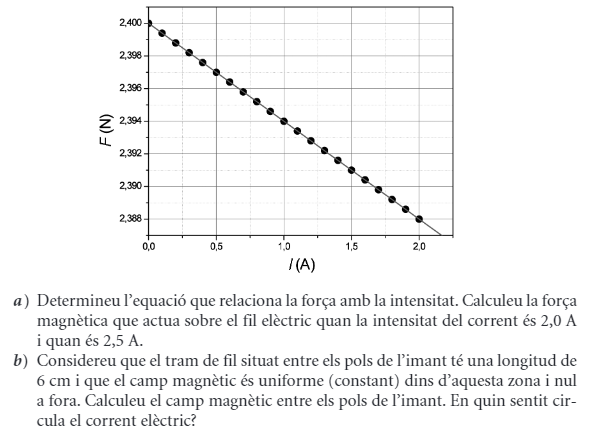 2,400
2,398
2,396
2,394
2,392
2,390
2,388
F (N)
0,0 0,5 1,0 1,5 2,0
I (A)
a) Determineu l’equació que relaciona la força amb la intensitat. Calculeu la força
magnètica que actua sobre el fil elèctric quan la intensitat del corrent és 2,0 A
i quan és 2,5 A.
b) Considereu que el tram de fil situat entre els pols de l’imant té una longitud de
6 cm i que el camp magnètic és uniforme (constant) dins d’aquesta zona i nul
a fora. Calculeu el camp magnètic entre els pols de l’imant. En quin sentit cir-
cula el corrent elèctric?